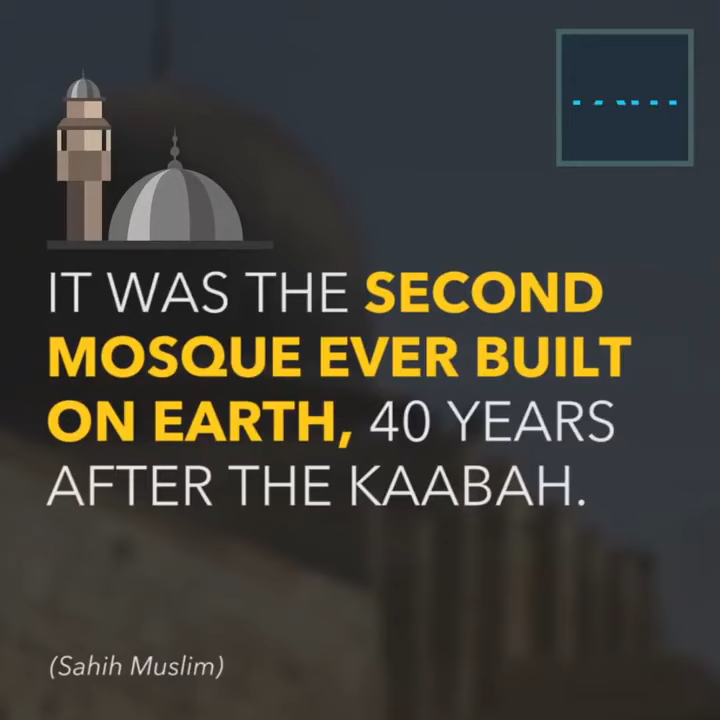 IT WAS THE SECOND
MOSQUE EVER BUILT
ON EARTH, 40 YEARS
AFTER THE KAABAH.
(Sahih Muslim)